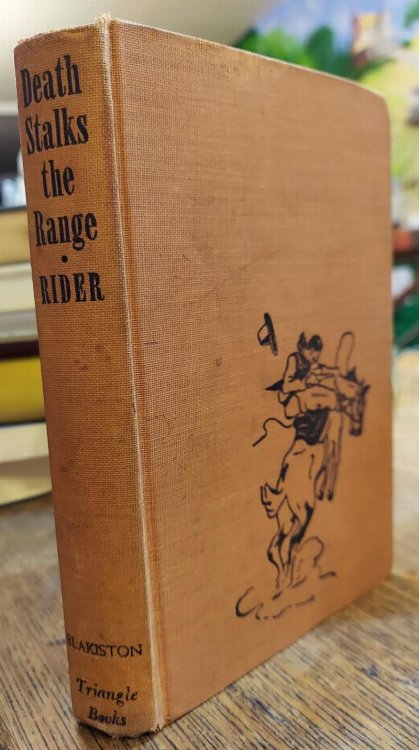 Death
Stalks
the
Range
•
RIDER
BLAKISTON
Triangle
Books